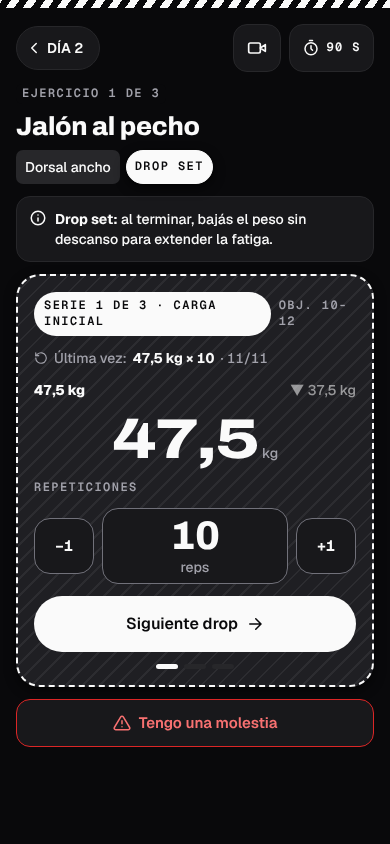 DÍA 2
90 S
EJERCICIO 1 DE 3
Jalón al pecho
Dorsal ancho
DROP SET
Drop set: al terminar, bajás el peso sin
descanso para extender la fatiga.
SERIE 1 DE 3 · CARGA
INICIAL
OBJ. 10-
12
Última vez: 47,5 kg × 10 · 11/11
47,5 kg
▼ 37,5 kg
47,5 kg
REPETICIONES
−1
10
reps
+1
Siguiente drop →
Tengo una molestia